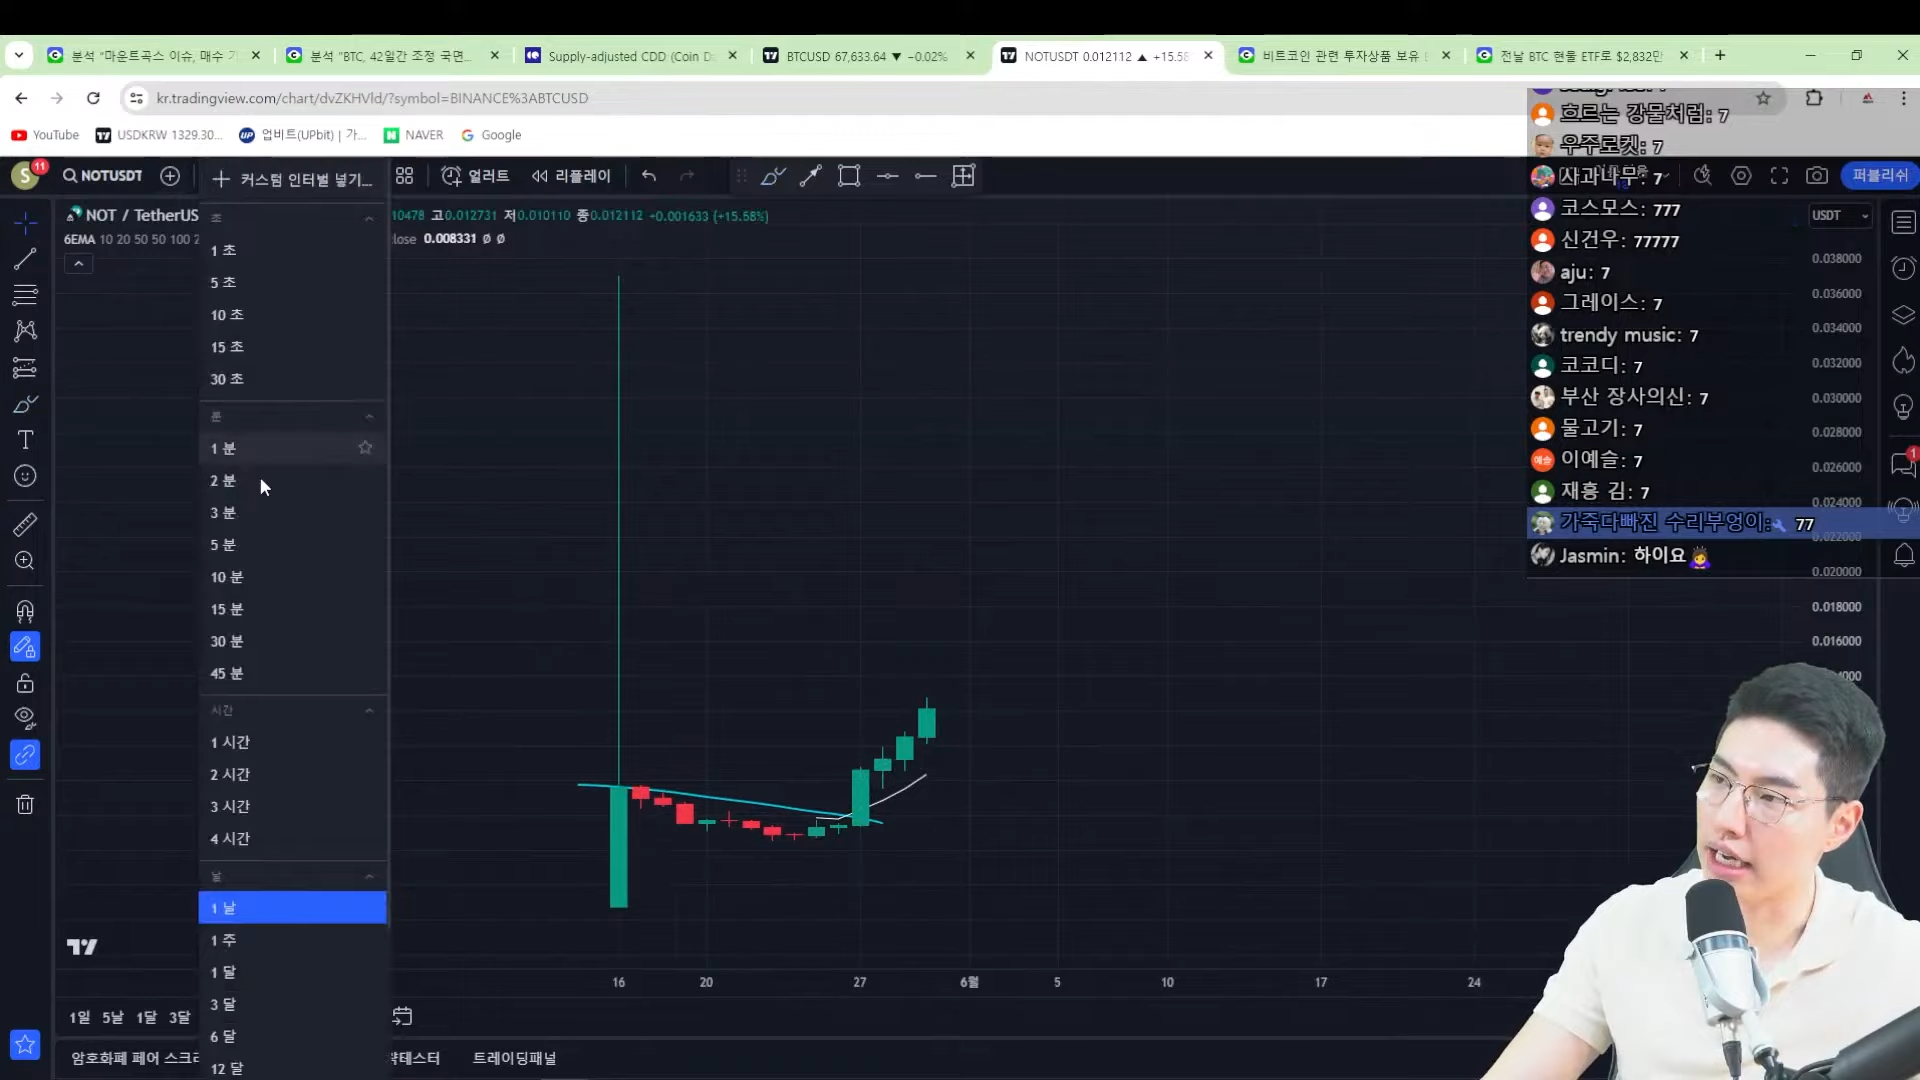 분석 "마운트곡스 이슈, 매수 기
분석 "BTC, 42일간 조정 국면...
Supply-adjusted CDD (Coin D
BTCUSD 67,633.64 ▼ −0.02%
NOTUSDT 0.012112 ▲ +15.58
비트코인 관련 투자상품 보유
전날 BTC 현물 ETF로 $2,832만
kr.tradingview.com/chart/dvZKHVld/?symbol=BINANCE%3ABTCUSD
YouTube
USDKRW 1329.30...
업비트(UPbit) | 가...
NAVER
Google
S
11
NOTUSDT
커스텀 인터벌 넣기...
얼러트
리플레이
퍼블리쉬
NOT / TetherUS
10478 고0.012731 저0.010110 종0.012112 +0.001633 (+15.58%)
6EMA 10 20 50 50 100 2
close 0.008331 ø ø
USDT
초
1 초
5 초
10 초
15 초
30 초
분
1 분
2 분
3 분
5 분
10 분
15 분
30 분
45 분
시간
1 시간
2 시간
3 시간
4 시간
날
1 날
1 주
1 달
3 달
6 달
12 달
흐르는 강물처럼: 7
우주로켓: 7
사과나무: 7
코스모스: 777
신건우: 77777
aju: 7
그레이스: 7
trendy music: 7
코코디: 7
부산 장사의신: 7
물고기: 7
예슬
이예슬: 7
재흥 김: 7
가죽다빠진 수리부엉이: 77
Jasmin: 하이요
0.038000
0.036000
0.034000
0.032000
0.030000
0.028000
0.026000
0.024000
0.022000
0.020000
0.018000
0.016000
1
16
20
27
6월
5
10
17
24
1일 5날 1달 3달
암호화폐 페어 스크리
략테스터
트레이딩패널